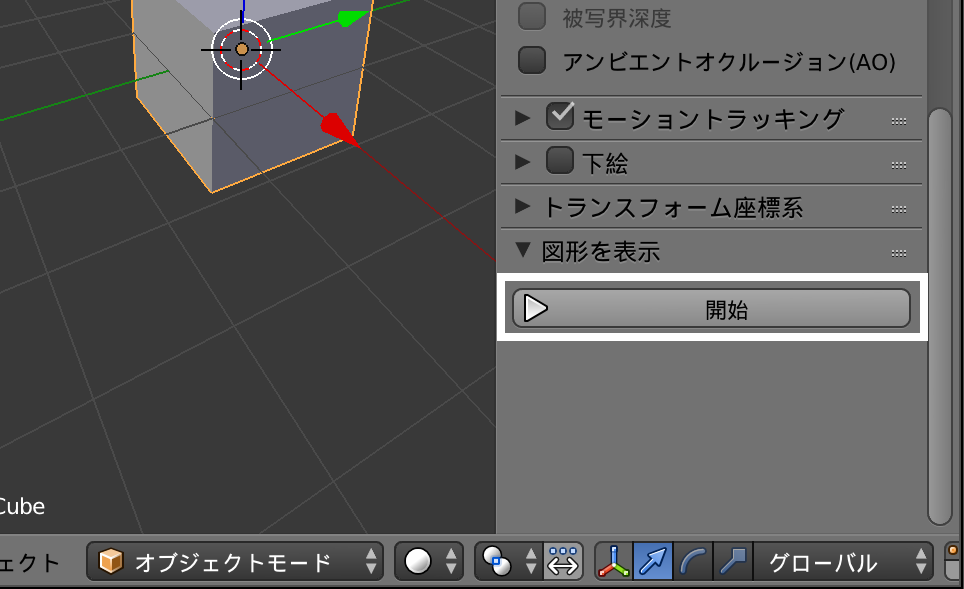 被写界深度
アンビエントオクルージョン(AO)
モーショントラッキング
下絵
トランスフォーム座標系
図形を表示
開始
Cube
ェクト
オブジェクトモード
グローバル